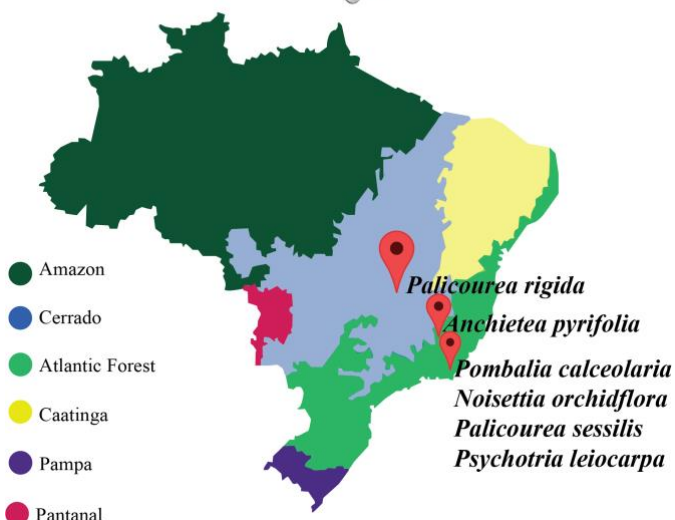 Amazon
Cerrado
Atlantic Forest
Caatinga
Pampa
Pantanal
Palicourea rigida
Anchietea pyrifolia
Pombalia calceolaria
Noisettia orchidflora
Palicourea sessilis
Psychotria leiocarpa